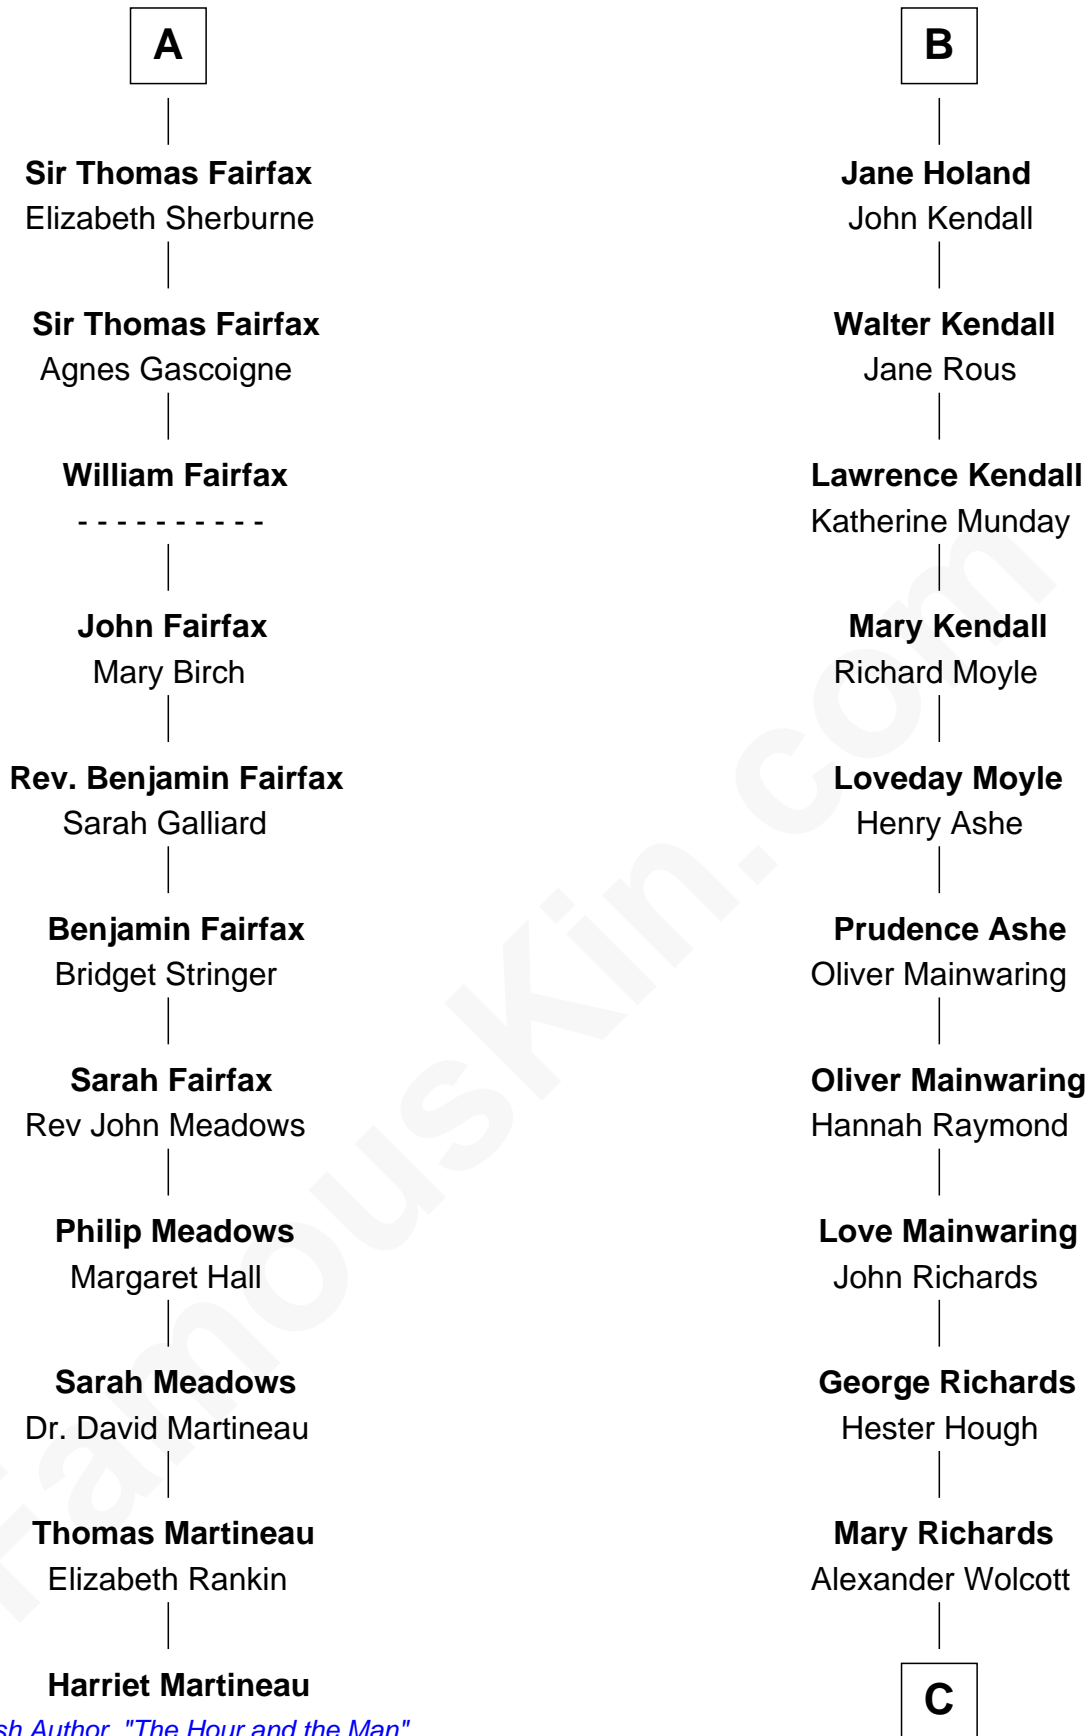 A
Sir Thomas Fairfax
Elizabeth Sherburne
Sir Thomas Fairfax
Agnes Gascoigne
William Fairfax
- - - - - - - - - -
John Fairfax
Mary Birch
Rev. Benjamin Fairfax
Sarah Galliard
Benjamin Fairfax
Bridget Stringer
Sarah Fairfax
Rev John Meadows
Philip Meadows
Margaret Hall
Sarah Meadows
Dr. David Martineau
Thomas Martineau
Elizabeth Rankin
Harriet Martineau
sh Author, "The Hour and the Man"
B
Jane Holand
John Kendall
Walter Kendall
Jane Rous
Lawrence Kendall
Katherine Munday
Mary Kendall
Richard Moyle
Loveday Moyle
Henry Ashe
Prudence Ashe
Oliver Mainwaring
Oliver Mainwaring
Hannah Raymond
Love Mainwaring
John Richards
George Richards
Hester Hough
Mary Richards
Alexander Wolcott
C
FamousKin.com